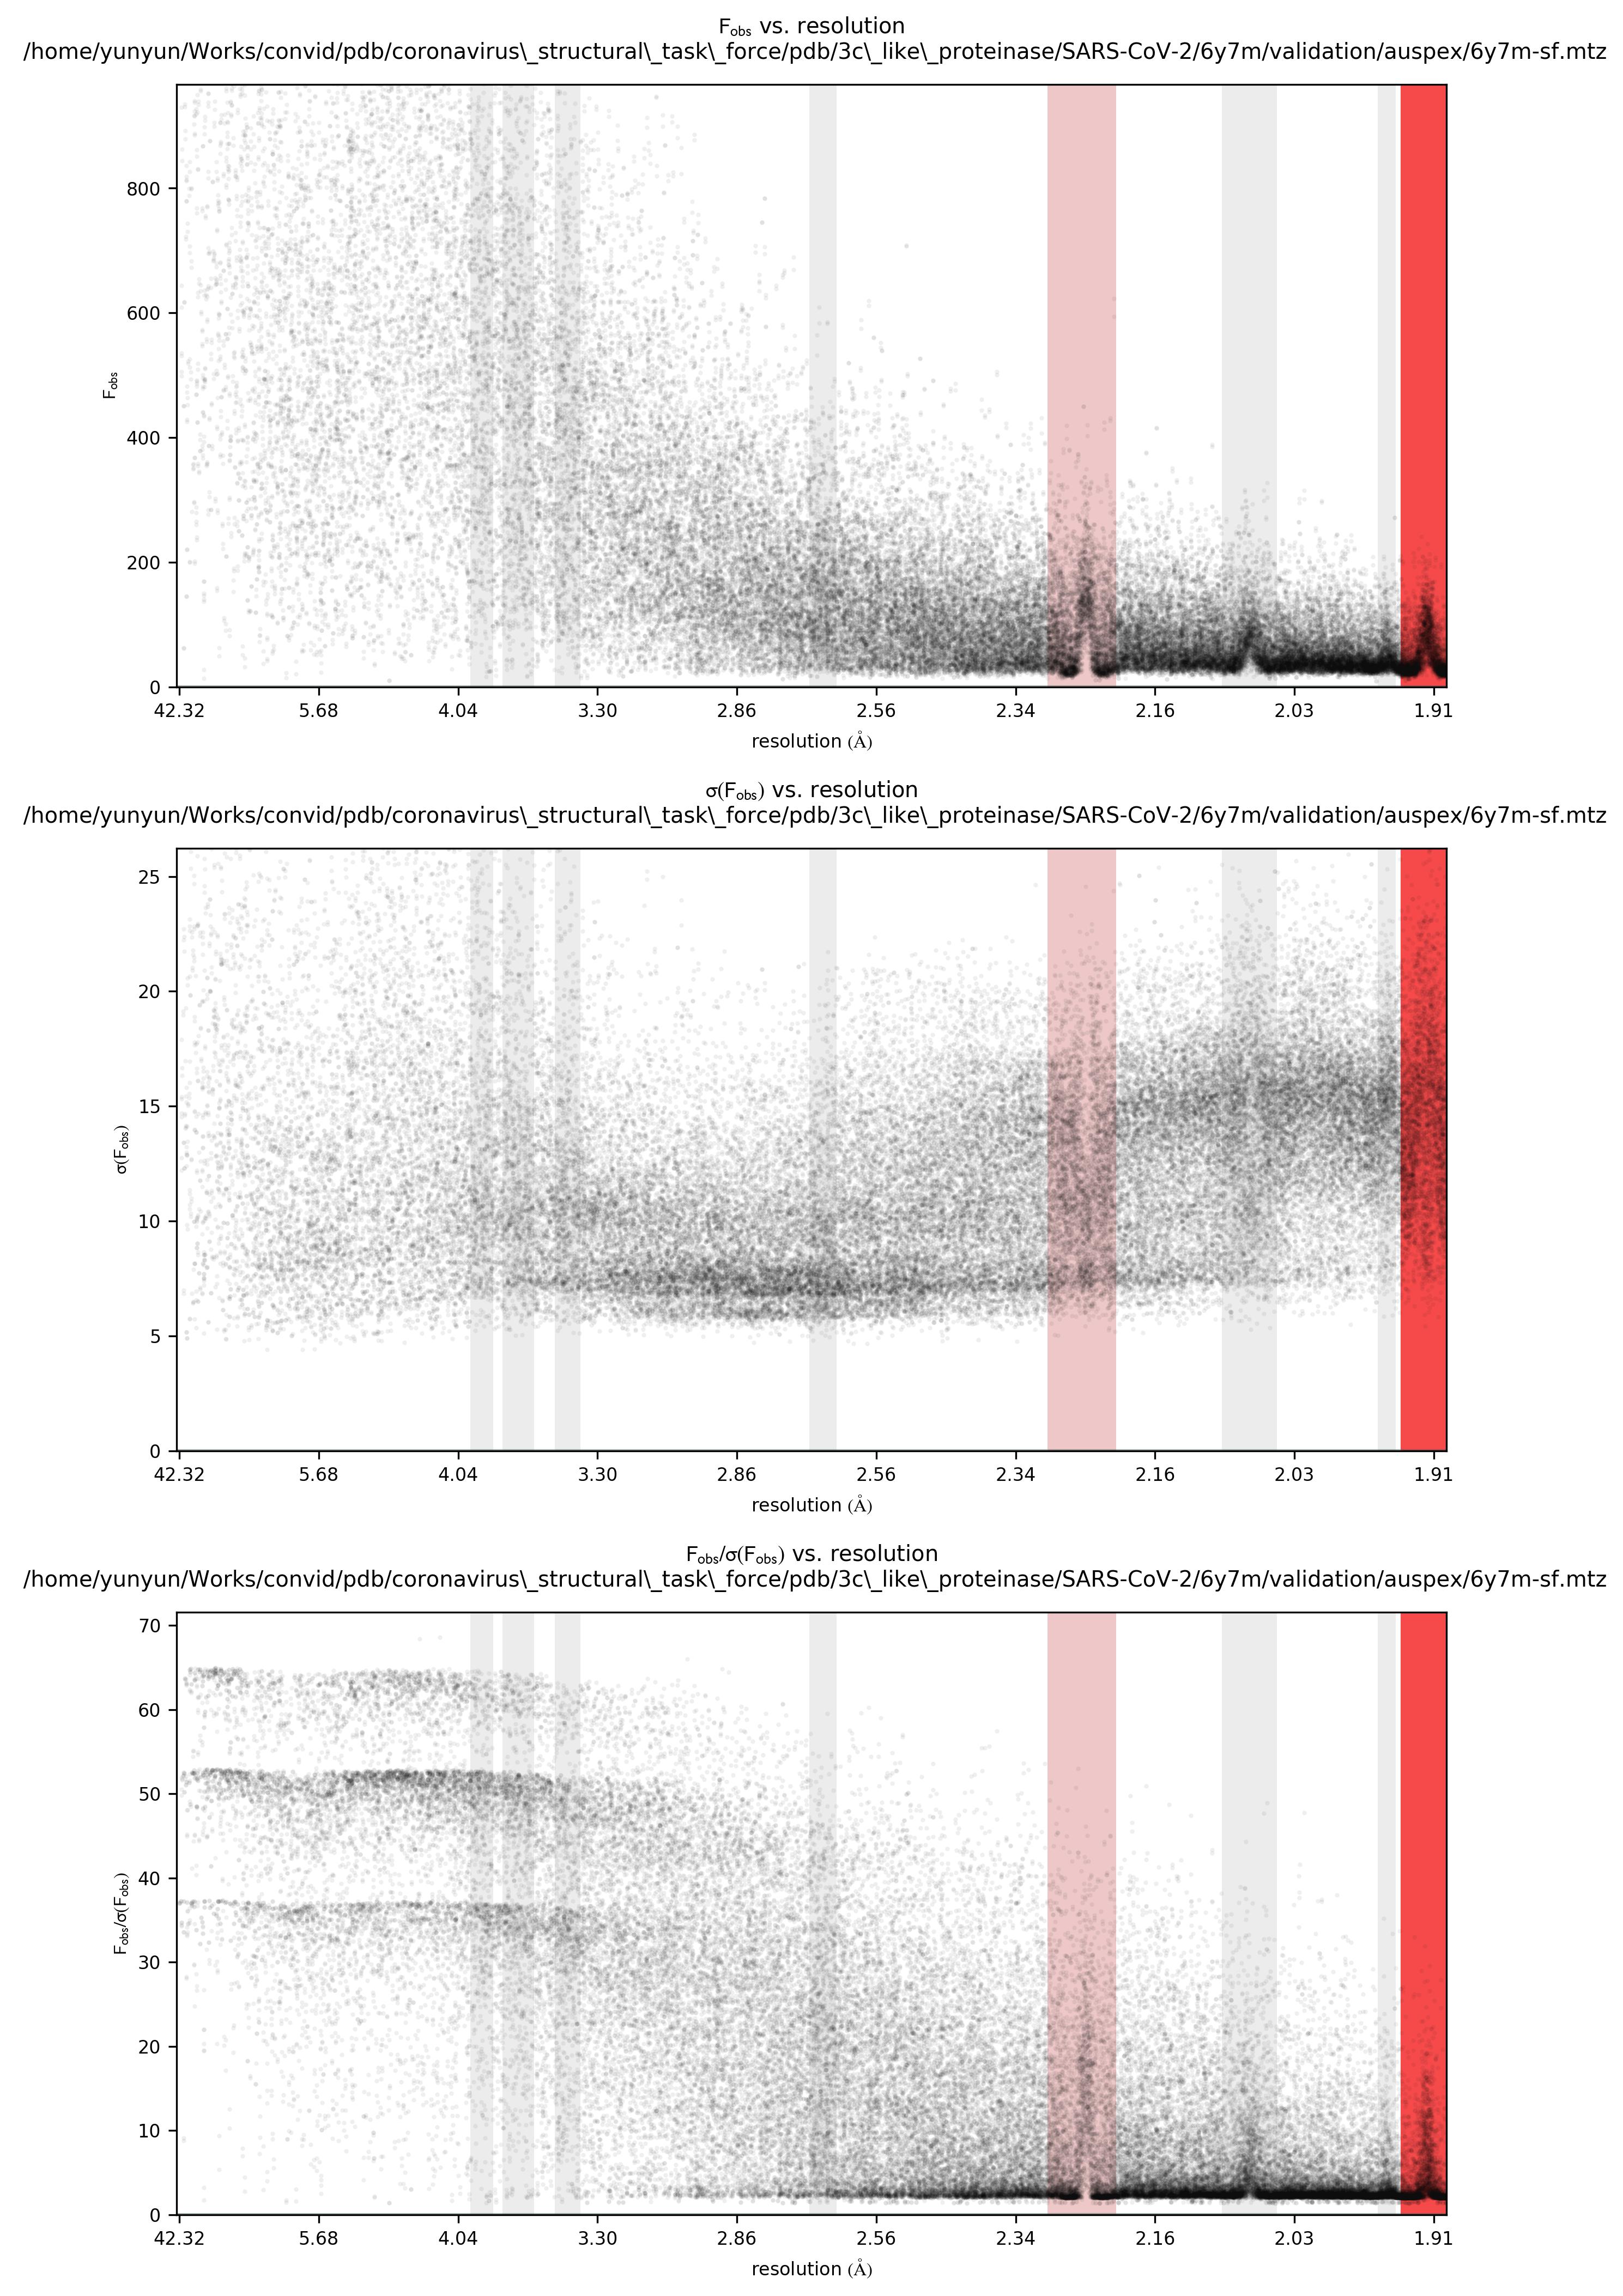 Fobs vs. resolution
/home/yunyun/Works/convid/pdb/coronavirus\_structural\_task\_force/pdb/3c\_like\_proteinase/SARS-CoV-2/6y7m/validation/auspex/6y7m-sf.mtz
800
600
400
200
0
Fobs
42.32 5.68 4.04 3.30 2.86 2.56 2.34 2.16 2.03 1.91
resolution (Å)
σ(Fobs) vs. resolution
/home/yunyun/Works/convid/pdb/coronavirus\_structural\_task\_force/pdb/3c\_like\_proteinase/SARS-CoV-2/6y7m/validation/auspex/6y7m-sf.mtz
25
20
15
10
5
0
σ(Fobs)
42.32 5.68 4.04 3.30 2.86 2.56 2.34 2.16 2.03 1.91
resolution (Å)
Fobs/σ(Fobs) vs. resolution
/home/yunyun/Works/convid/pdb/coronavirus\_structural\_task\_force/pdb/3c\_like\_proteinase/SARS-CoV-2/6y7m/validation/auspex/6y7m-sf.mtz
70
60
50
40
30
20
10
0
Fobs/σ(Fobs)
42.32 5.68 4.04 3.30 2.86 2.56 2.34 2.16 2.03 1.91
resolution (Å)